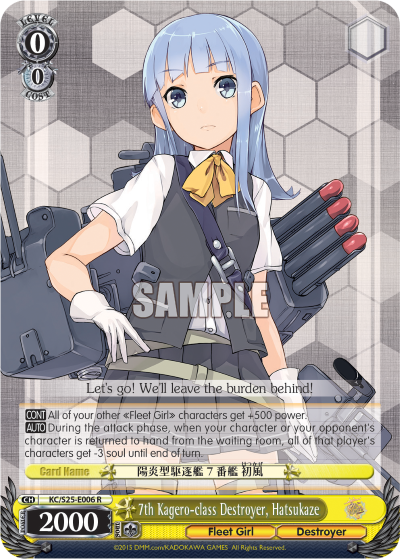 LEVEL
0
0
COST
SAMPLE
Let's go! We'll leave the burden behind!
CONT All of your other «Fleet Girl» characters get +500 power.
AUTO During the attack phase, when your character or your opponent's
character is returned to hand from the waiting room, all of that player's
characters get -3 soul until end of turn.
Card Name 陽炎型駆逐艦 7 番艦 初風
CH KC/S25-E006 R
7th Kagero-class Destroyer, Hatsukaze
POWER 2000 SOUL
Fleet Girl Destroyer
©2015 DMM.com/KADOKAWA GAMES All Rights Reserved.